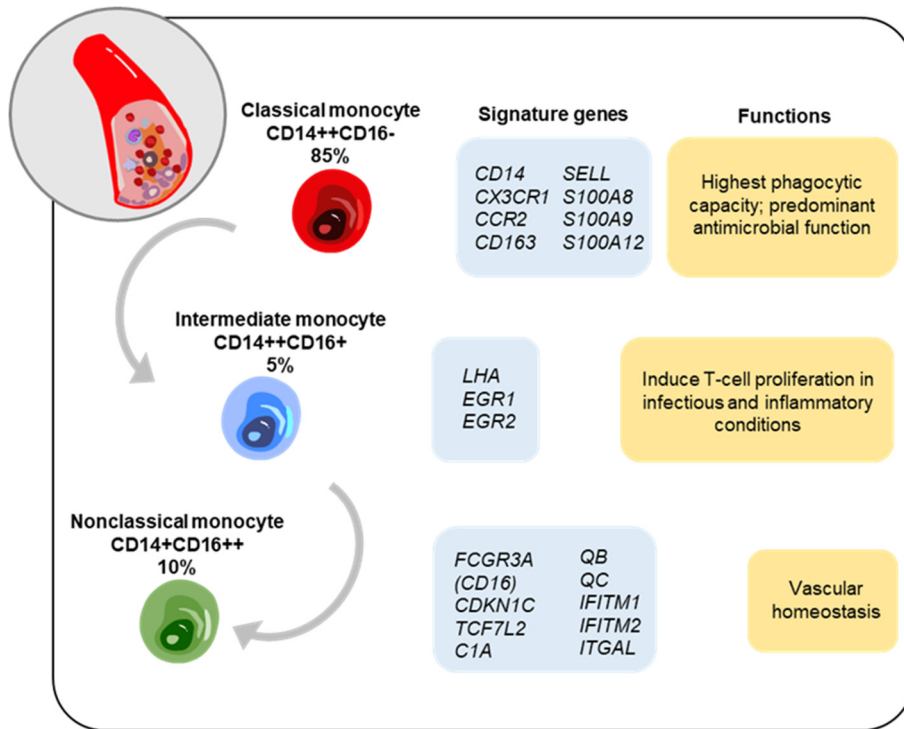 Classical monocyte
CD14++CD16-
85%
Signature genes
Functions
CD14 SELL
CX3CR1 S100A8
CCR2 S100A9
CD163 S100A12
Highest phagocytic
capacity; predominant
antimicrobial function
Intermediate monocyte
CD14++CD16+
5%
LHA
EGR1
EGR2
Induce T-cell proliferation in
infectious and inflammatory
conditions
Nonclassical monocyte
CD14+CD16++
10%
FCGR3A QB
(CD16) QC
CDKN1C IFITM1
TCF7L2 IFITM2
C1A ITGAL
Vascular
homeostasis